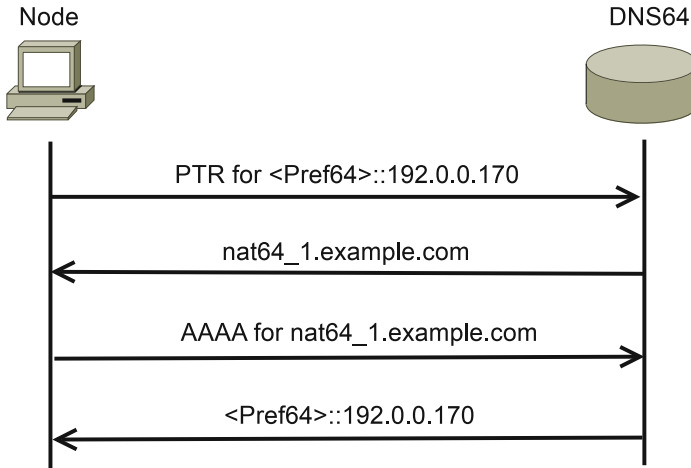 Node
DNS64
PTR for <Pref64>::192.0.0.170
nat64_1.example.com
AAAA for nat64_1.example.com
<Pref64>::192.0.0.170